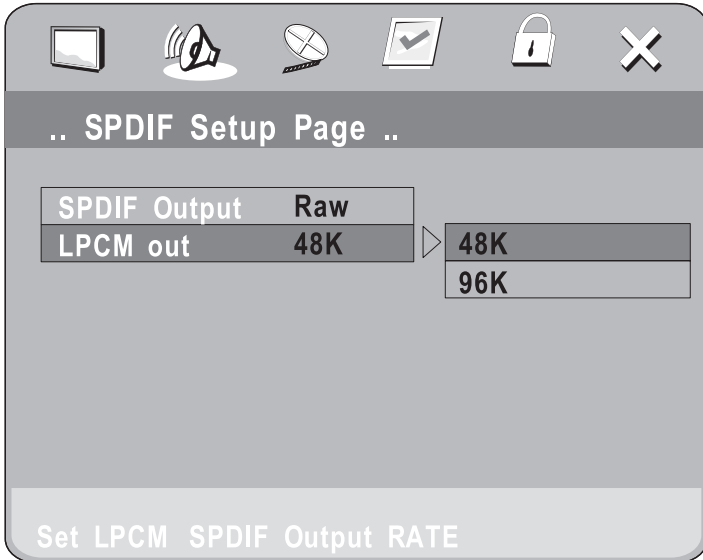 .. SPDIF Setup Page ..
SPDIF Output Raw
LPCM out 48K
48K
96K
Set LPCM SPDIF Output RATE